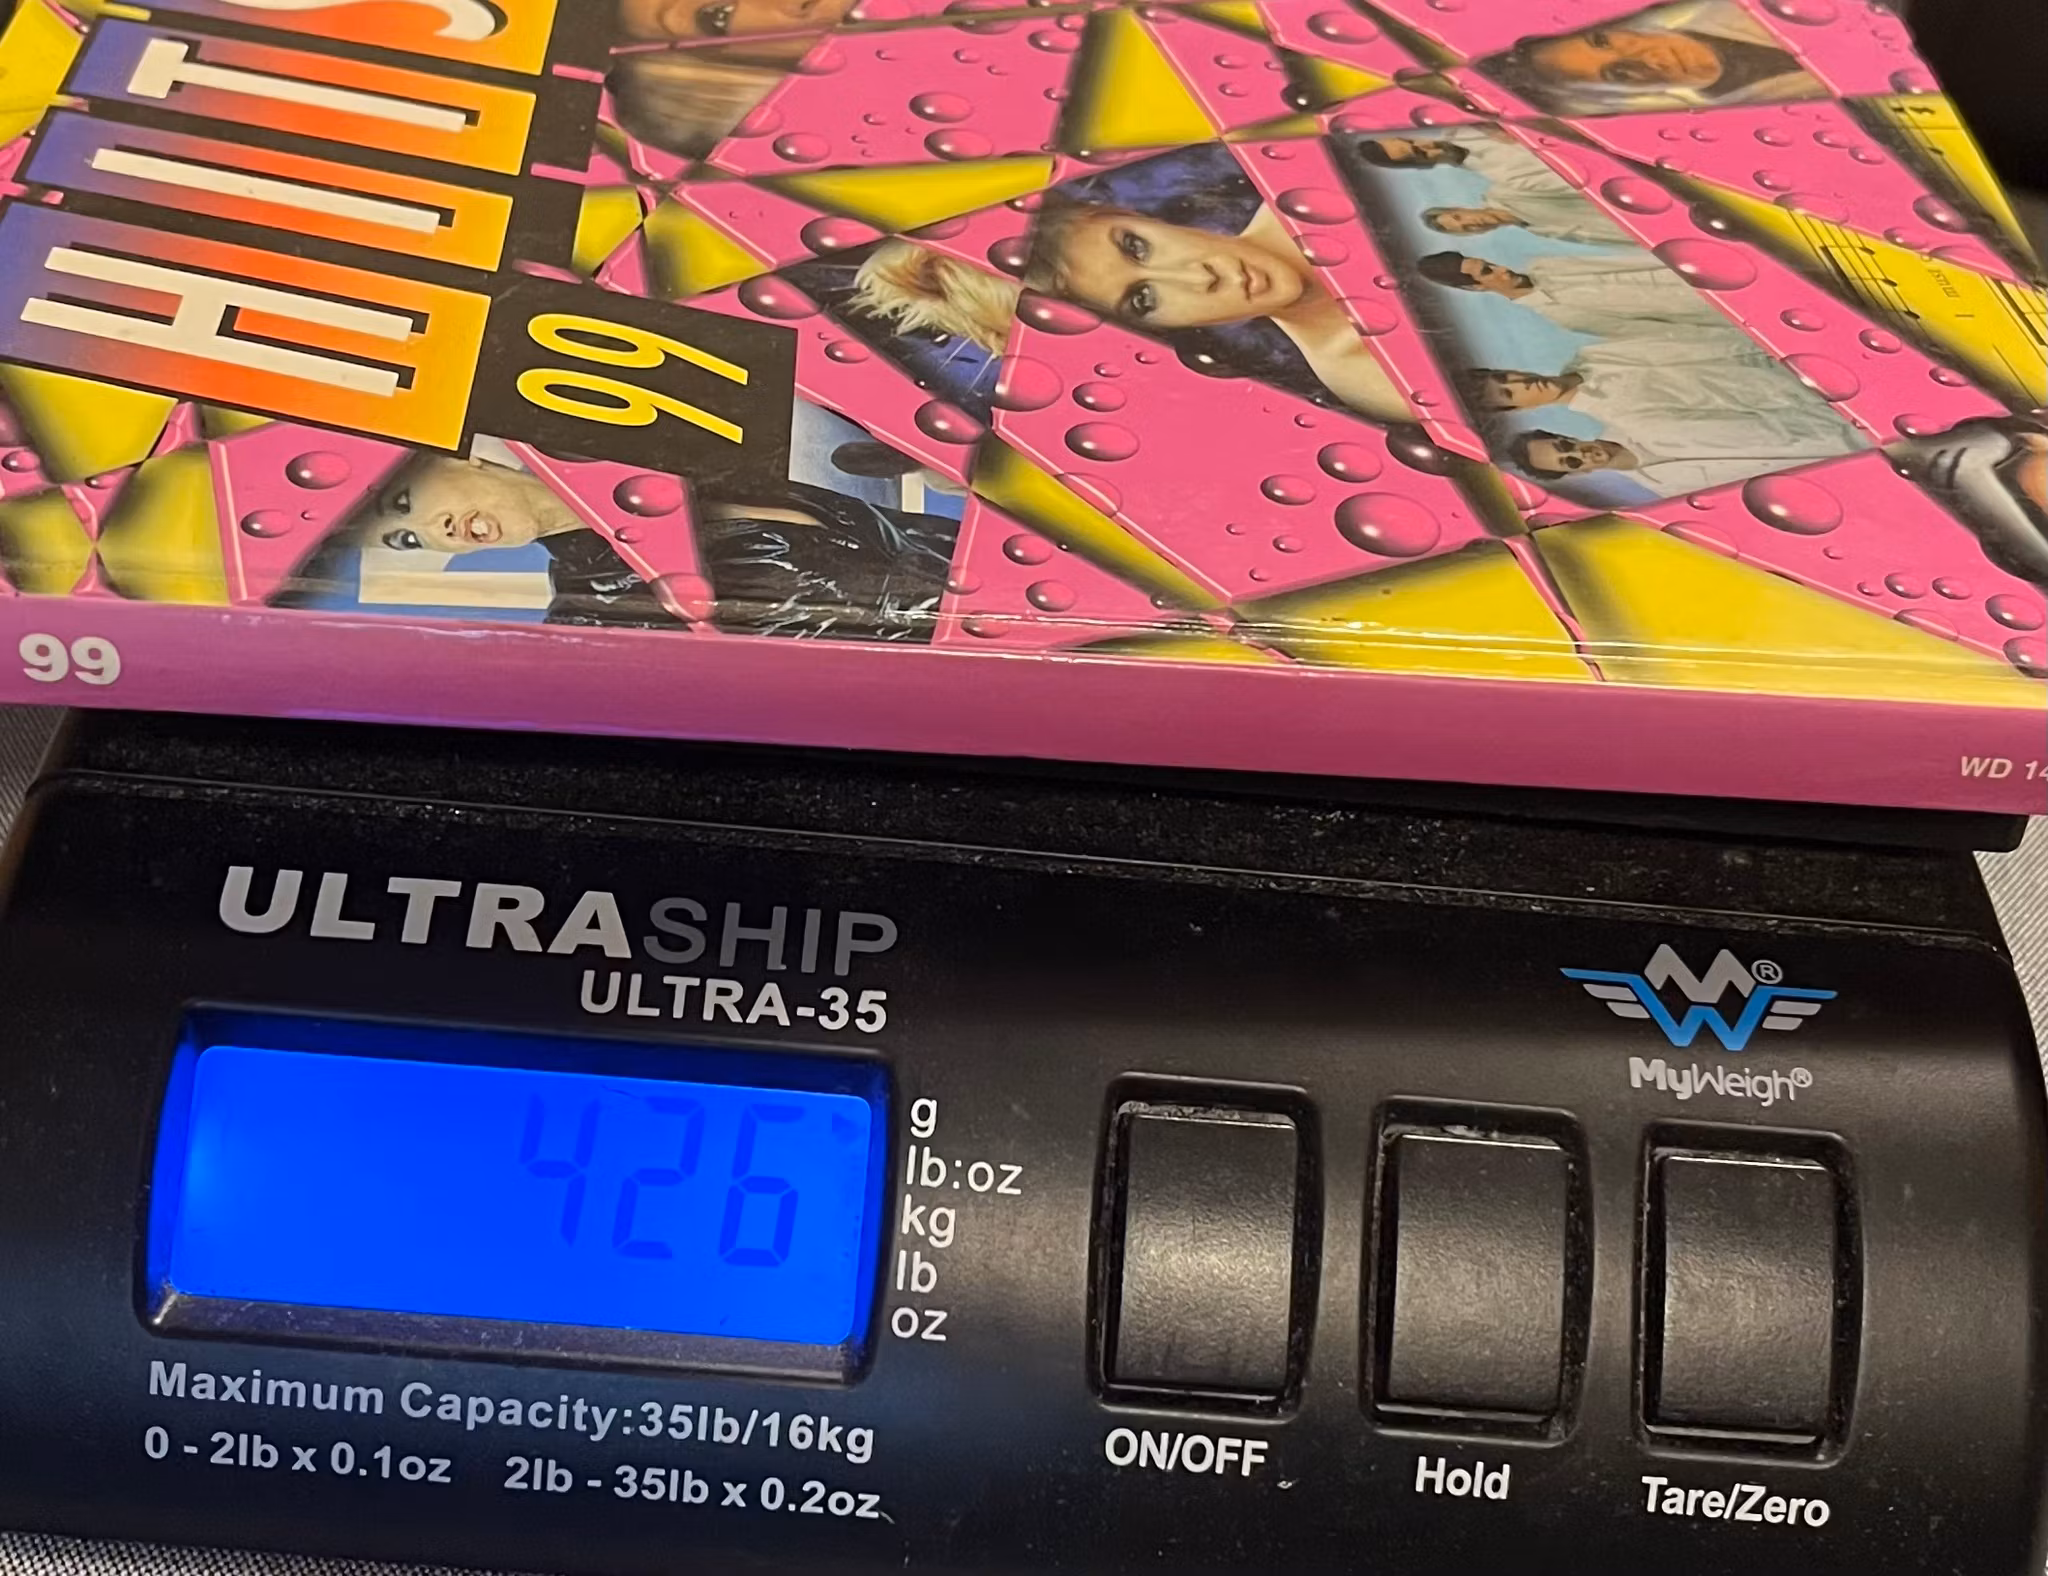 HITS
99
99
WD 14
ULTRASHIP
ULTRA-35
MyWeigh®
426
g
lb:oz
kg
lb
oz
Maximum Capacity:35lb/16kg
0 - 2lb x 0.1oz 2lb - 35lb x 0.2oz
ON/OFF
Hold
Tare/Zero